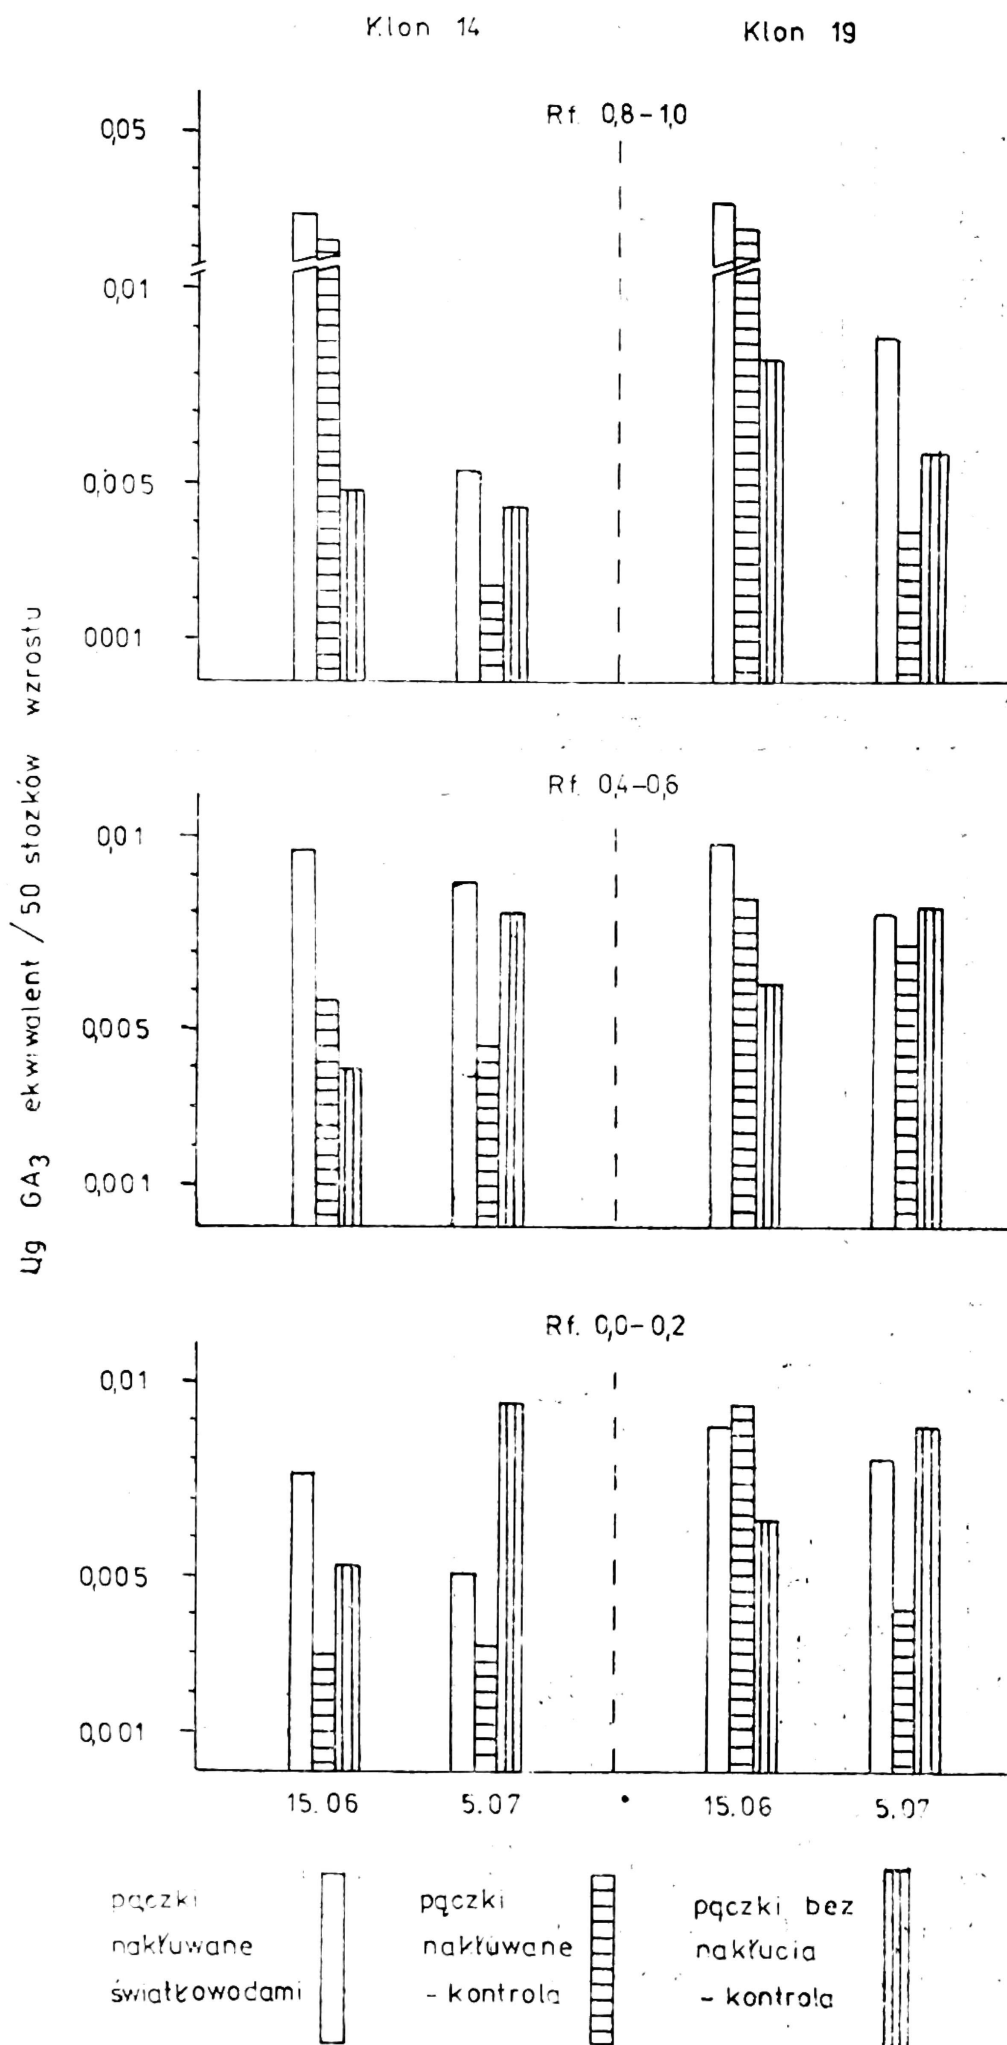 Klon 14
Klon 19
Rf. 0,8-1,0
0,05
0,01
0,005
0001
Rf. 0,4-0,6
0,01
0,005
0,001
Rf. 0,0-0,2
0,01
0,005
0,001
µg GA3 ekwiwalent / 50 stozków wzrostu
15.06
5.07
15.06
5.07
pączki
nakłuwane
światłowodami
pączki
nakłuwane
- kontrola
pączki bez
nakłucia
- kontrola